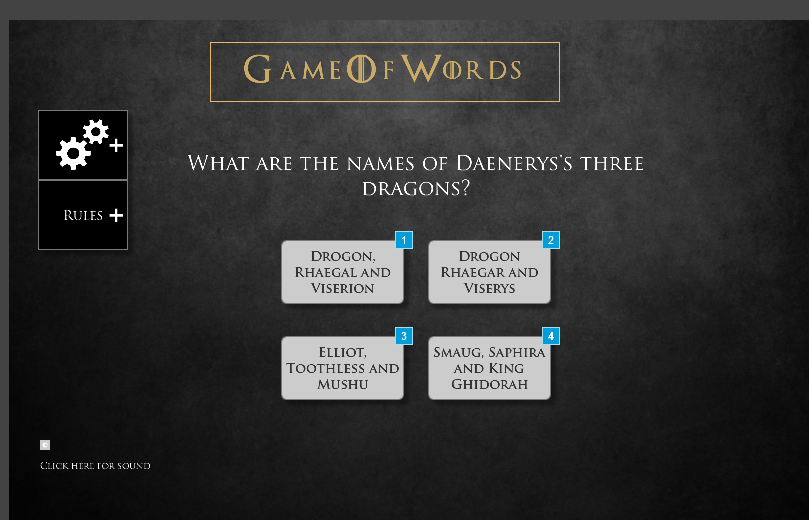 GAME OF WORDS
WHAT ARE THE NAMES OF DAENERYS'S THREE
DRAGONS?
RULES
1
DROGON,
RHAEGAL AND
VISERION
2
DROGON
RHAEGAR AND
VISERYS
3
ELLIOT,
TOOTHLESS AND
MUSHU
4
SMAUG, SAPHIRA
AND KING
GHIDORAH
CLICK HERE FOR SOUND